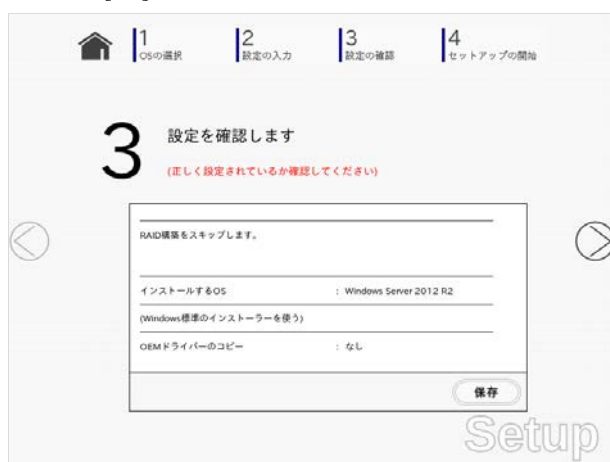 1
OSの選択
2
設定の入力
3
設定の確認
4
セットアップの開始
3
設定を確認します
(正しく設定されているか確認してください)
RAID構築をスキップします。
インストールするOS : Windows Server 2012 R2
(Windows標準のインストーラーを使う)
OEMドライバーのコピー : なし
保存
Setup